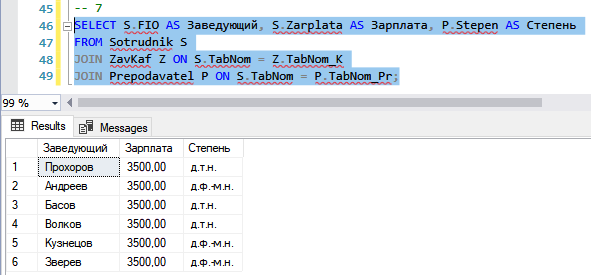 45
46 SELECT S.FIO AS Заведующий, S.Zarplata AS Зарплата, P.Stepen AS Степень
47 FROM Sotrudnik S
48 JOIN ZavKaf Z ON S.TabNom = Z.TabNom_K
49 JOIN Prepodavatel P ON S.TabNom = P.TabNom_Pr;
-- 7
99 %
Results Messages
Заведующий Зарплата Степень
1 Прохоров 3500,00 д.т.н.
2 Андреев 3500,00 д.ф.-м.н.
3 Басов 3500,00 д.т.н.
4 Волков 3500,00 д.т.н.
5 Кузнецов 3500,00 д.ф.-м.н.
6 Зверев 3500,00 д.ф.-м.н.